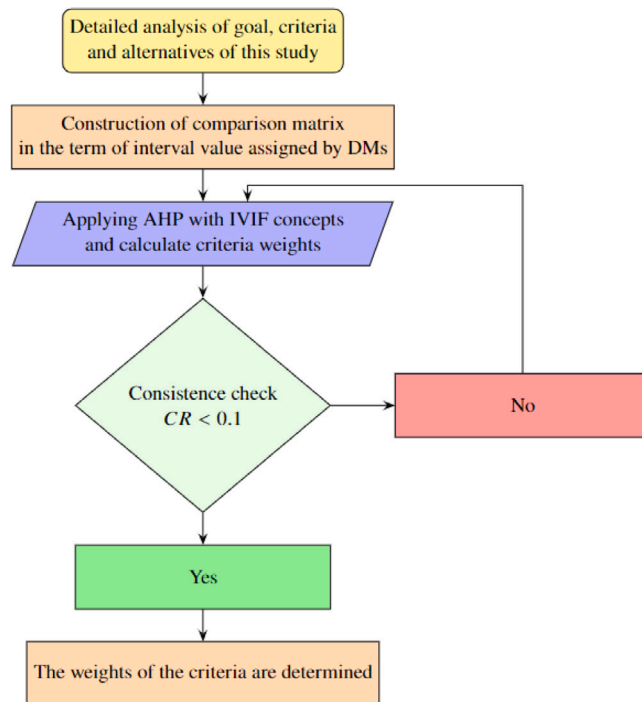 Detailed analysis of goal, criteria
and alternatives of this study
Construction of comparison matrix
in the term of interval value assigned by DMs
Applying AHP with IVIF concepts
and calculate criteria weights
Consistence check
CR < 0.1
No
Yes
The weights of the criteria are determined